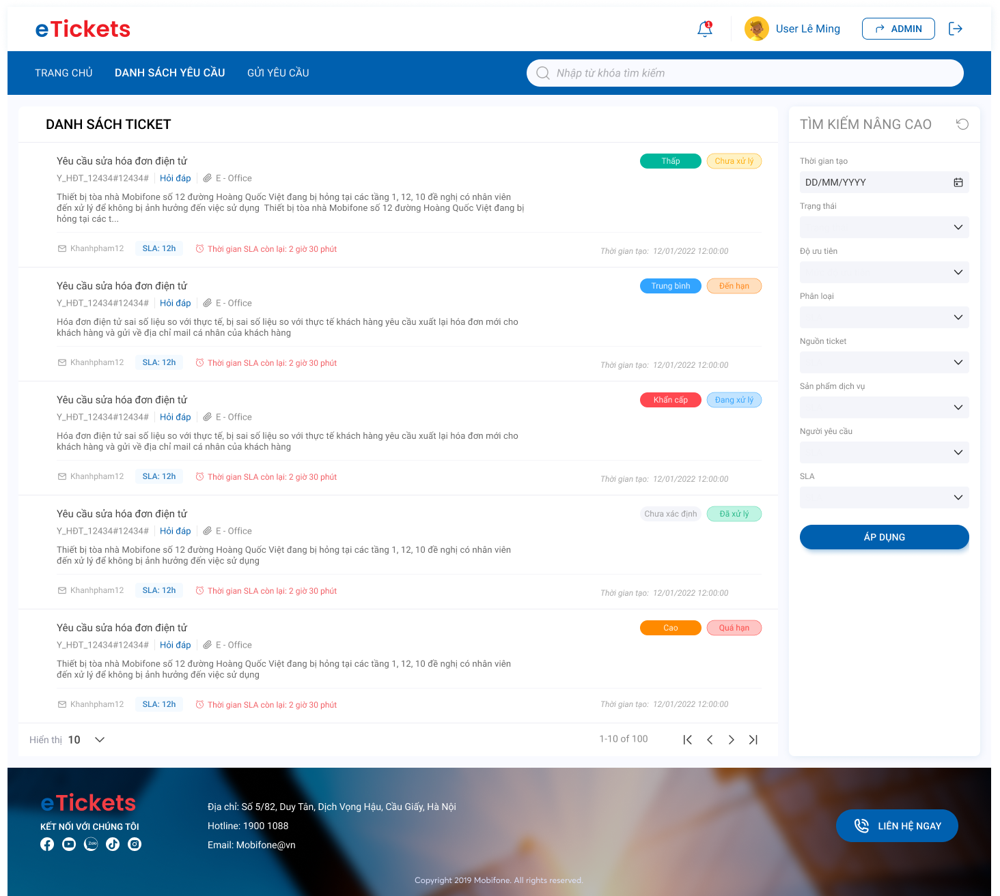 eTickets
1
User Lê Ming
ADMIN
TRANG CHỦ
DANH SÁCH YÊU CẦU
GỬI YÊU CẦU
Nhập từ khóa tìm kiếm
DANH SÁCH TICKET
Yêu cầu sửa hóa đơn điện tử
Thấp
Chưa xử lý
Y_HĐT_12434#12434#
Hỏi đáp
E - Office
Thiết bị tòa nhà Mobifone số 12 đường Hoàng Quốc Việt đang bị hỏng tại các tầng 1, 12, 10 đề nghị có nhân viên
đến xử lý để không bị ảnh hưởng đến việc sử dụng  Thiết bị tòa nhà Mobifone số 12 đường Hoàng Quốc Việt đang bị
hỏng tại các t...
Khanhpham12
SLA: 12h
Thời gian SLA còn lại: 2 giờ 30 phút
Thời gian tạo: 12/01/2022 12:00:00
Yêu cầu sửa hóa đơn điện tử
Trung bình
Đến hạn
Y_HĐT_12434#12434#
Hỏi đáp
E - Office
Hóa đơn điện tử sai số liệu so với thực tế, bị sai số liệu so với thực tế khách hàng yêu cầu xuất lại hóa đơn mới cho
khách hàng và gửi về địa chỉ mail cá nhân của khách hàng
Khanhpham12
SLA: 12h
Thời gian SLA còn lại: 2 giờ 30 phút
Thời gian tạo: 12/01/2022 12:00:00
Yêu cầu sửa hóa đơn điện tử
Khẩn cấp
Đang xử lý
Y_HĐT_12434#12434#
Hỏi đáp
E - Office
Hóa đơn điện tử sai số liệu so với thực tế, bị sai số liệu so với thực tế khách hàng yêu cầu xuất lại hóa đơn mới cho
khách hàng và gửi về địa chỉ mail cá nhân của khách hàng
Khanhpham12
SLA: 12h
Thời gian SLA còn lại: 2 giờ 30 phút
Thời gian tạo: 12/01/2022 12:00:00
Yêu cầu sửa hóa đơn điện tử
Chưa xác định
Đã xử lý
Y_HĐT_12434#12434#
Hỏi đáp
E - Office
Thiết bị tòa nhà Mobifone số 12 đường Hoàng Quốc Việt đang bị hỏng tại các tầng 1, 12, 10 đề nghị có nhân viên
đến xử lý để không bị ảnh hưởng đến việc sử dụng
Khanhpham12
SLA: 12h
Thời gian SLA còn lại: 2 giờ 30 phút
Thời gian tạo: 12/01/2022 12:00:00
Yêu cầu sửa hóa đơn điện tử
Cao
Quá hạn
Y_HĐT_12434#12434#
Hỏi đáp
E - Office
Thiết bị tòa nhà Mobifone số 12 đường Hoàng Quốc Việt đang bị hỏng tại các tầng 1, 12, 10 đề nghị có nhân viên
đến xử lý để không bị ảnh hưởng đến việc sử dụng
Khanhpham12
SLA: 12h
Thời gian SLA còn lại: 2 giờ 30 phút
Thời gian tạo: 12/01/2022 12:00:00
Hiển thị 10
1-10 of 100
TÌM KIẾM NÂNG CAO
Thời gian tạo
DD/MM/YYYY
Trạng thái
Độ ưu tiên
Phân loại
Nguồn ticket
Sản phẩm dịch vụ
Người yêu cầu
SLA
ÁP DỤNG
eTickets
KẾT NỐI VỚI CHÚNG TÔI
Zalo
Địa chỉ: Số 5/82, Duy Tân, Dịch Vọng Hậu, Cầu Giấy, Hà Nội
Hotline: 1900 1088
Email: Mobifone@vn
LIÊN HỆ NGAY
Copyright 2019 Mobifone. All rights reserved.